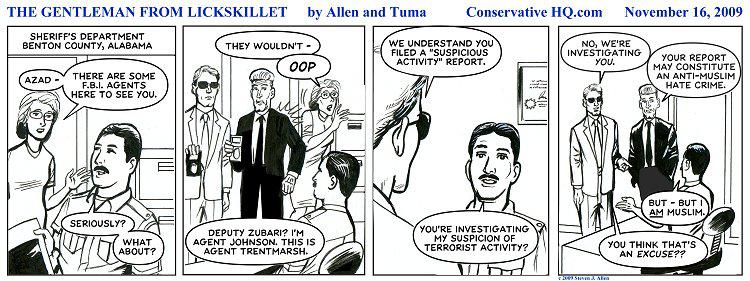 THE GENTLEMAN FROM LICKSKILLET by Allen and Tuma Conservative HQ.com November 16, 2009
SHERIFF'S DEPARTMENT
BENTON COUNTY, ALABAMA
AZAD -
THERE ARE SOME
F.B.I. AGENTS
HERE TO SEE YOU.
SERIOUSLY?
WHAT
ABOUT?
THEY WOULDN'T -
OOP
DEPUTY ZUBARI? I'M
AGENT JOHNSON. THIS IS
AGENT TRENTMARSH.
WE UNDERSTAND YOU
FILED A "SUSPICIOUS
ACTIVITY" REPORT.
YOU'RE INVESTIGATING
MY SUSPICION OF
TERRORIST ACTIVITY?
NO, WE'RE
INVESTIGATING
YOU.
YOUR REPORT
MAY CONSTITUTE
AN ANTI-MUSLIM
HATE CRIME.
BUT - BUT I
AM MUSLIM.
YOU THINK THAT'S
AN EXCUSE??
© 2009 Steven J. Allen